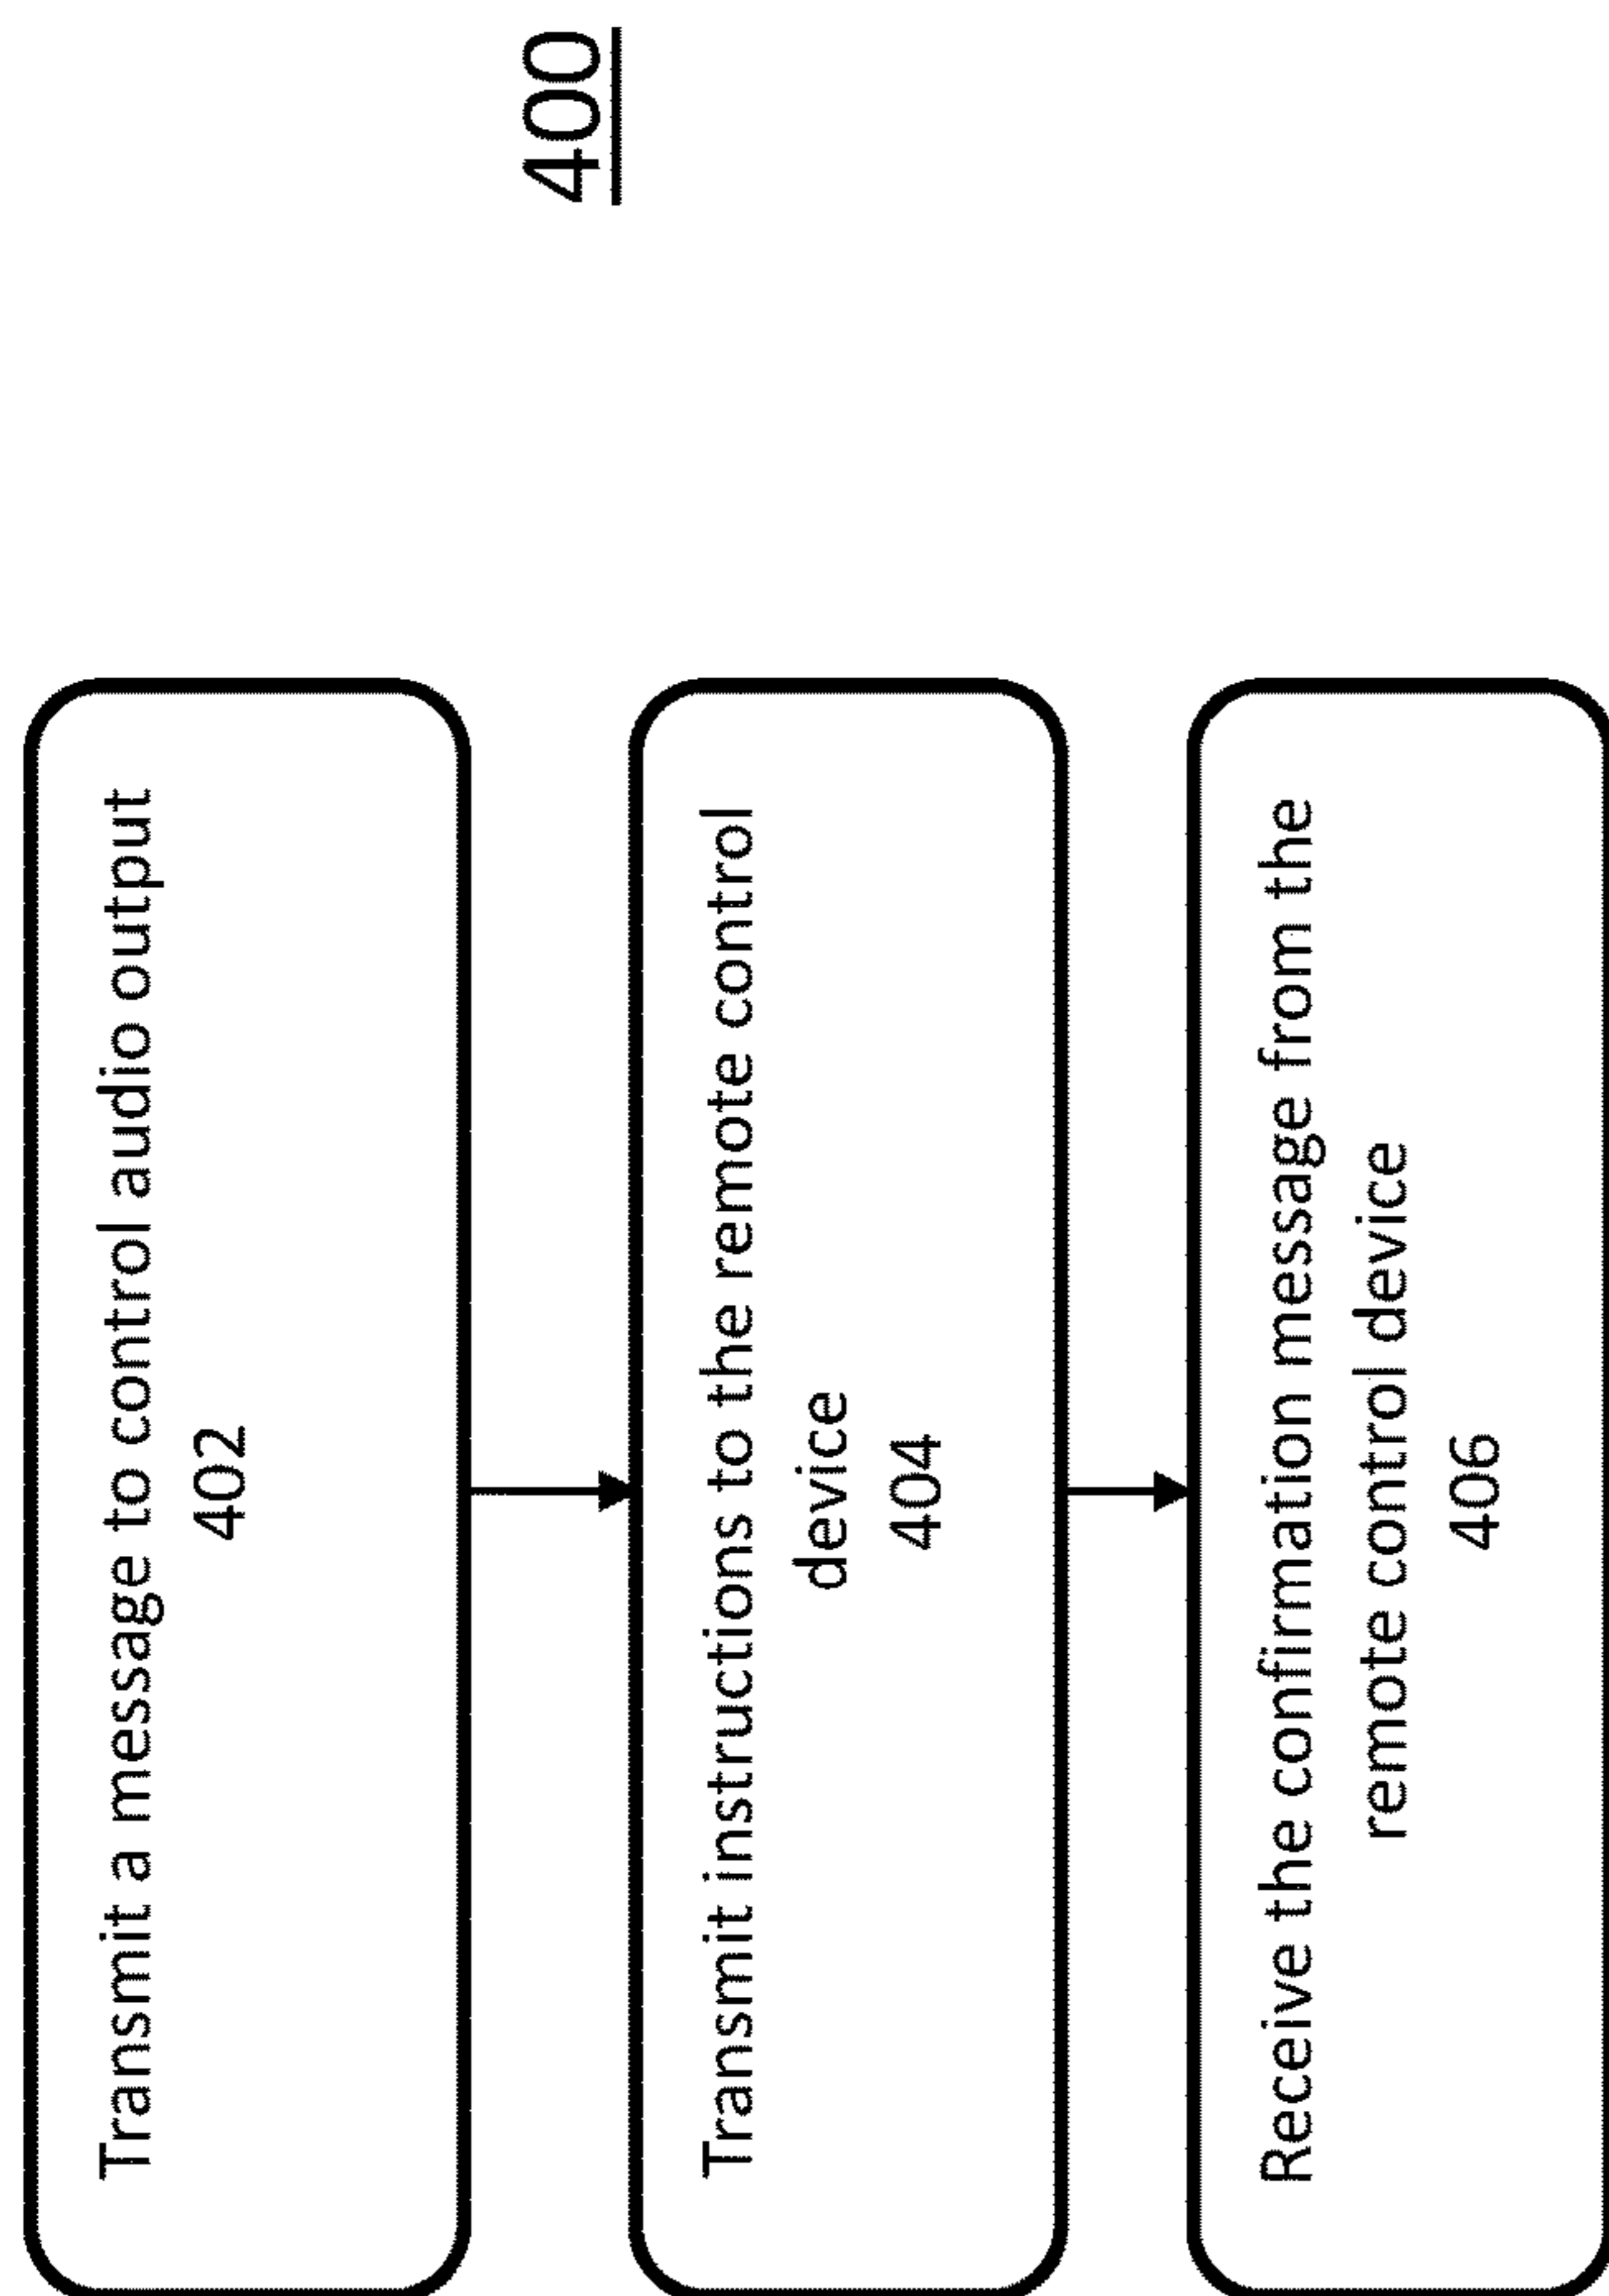 400
Transmit a message to control audio output
402
Transmit instructions to the remote control
device
404
Receive the confirmation message from the
remote control device
406